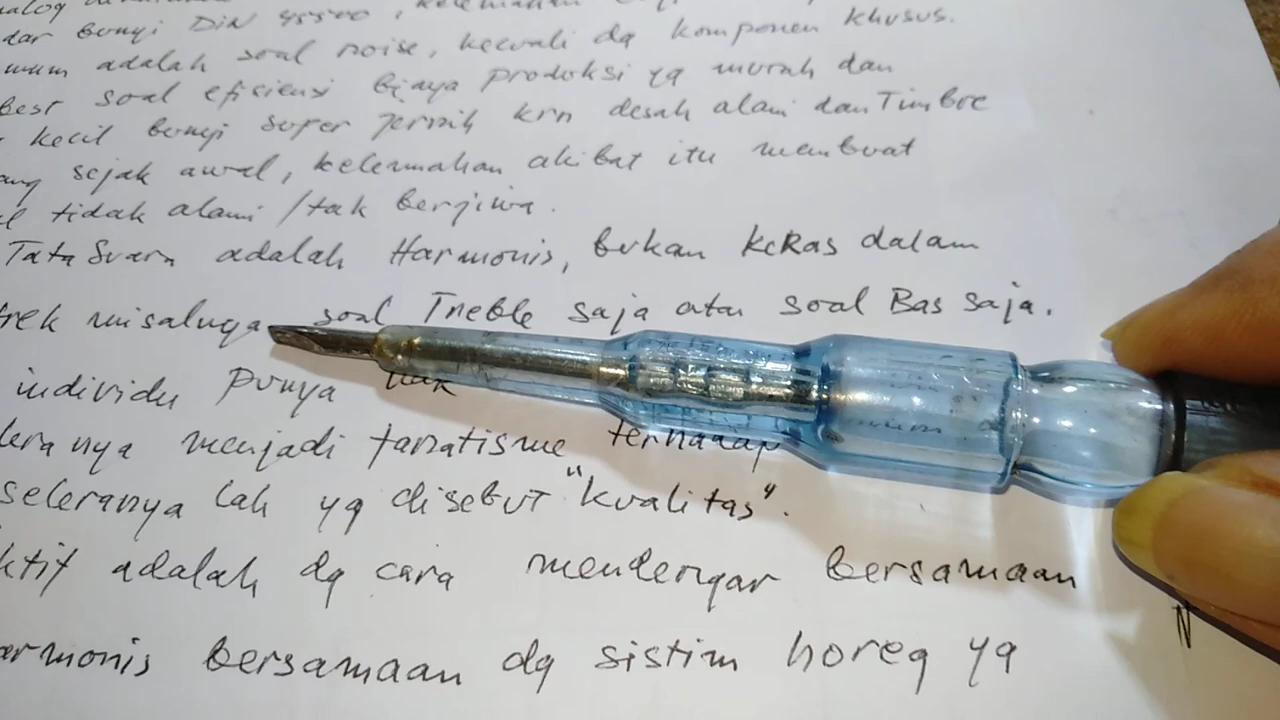 dar bunyi DIN 45500, kelemahan
mum adalah soal noise, kecuali dg komponen khusus.
best soal efisiensi biaya produksi yg murah dan
kecil bunyi super jernih krn desah alami dan Timbre
ang sejak awal, kelemahan akibat itu membuat
tidak alami / tak berjiwa.
Tata Suara adalah Harmonis, bukan keRas dalam
trek misalnya soal Treble saja atau soal Bas saja.
individu punya hak
leranya menjadi fanatisme terhadap
seleranya lah yg disebut "kualitas".
ktif adalah dg cara mendengar bersamaan
armonis bersamaan dg sistim horeg yg
N